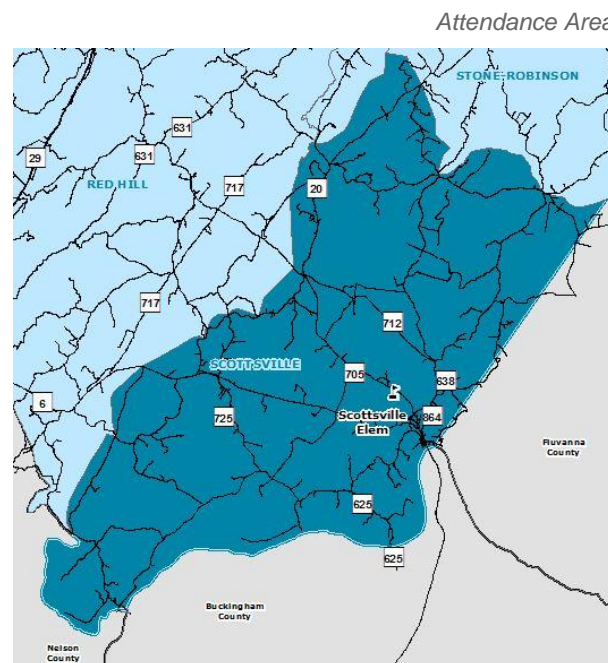 Attendance Area
STONE-ROBINSON
631
631
29
RED HILL
717
20
717
712
SCOTTSVILLE
705
638
6
Scottsville
Elem
725
864
Fluvanna
County
625
625
Buckingham
County
Nelson
County